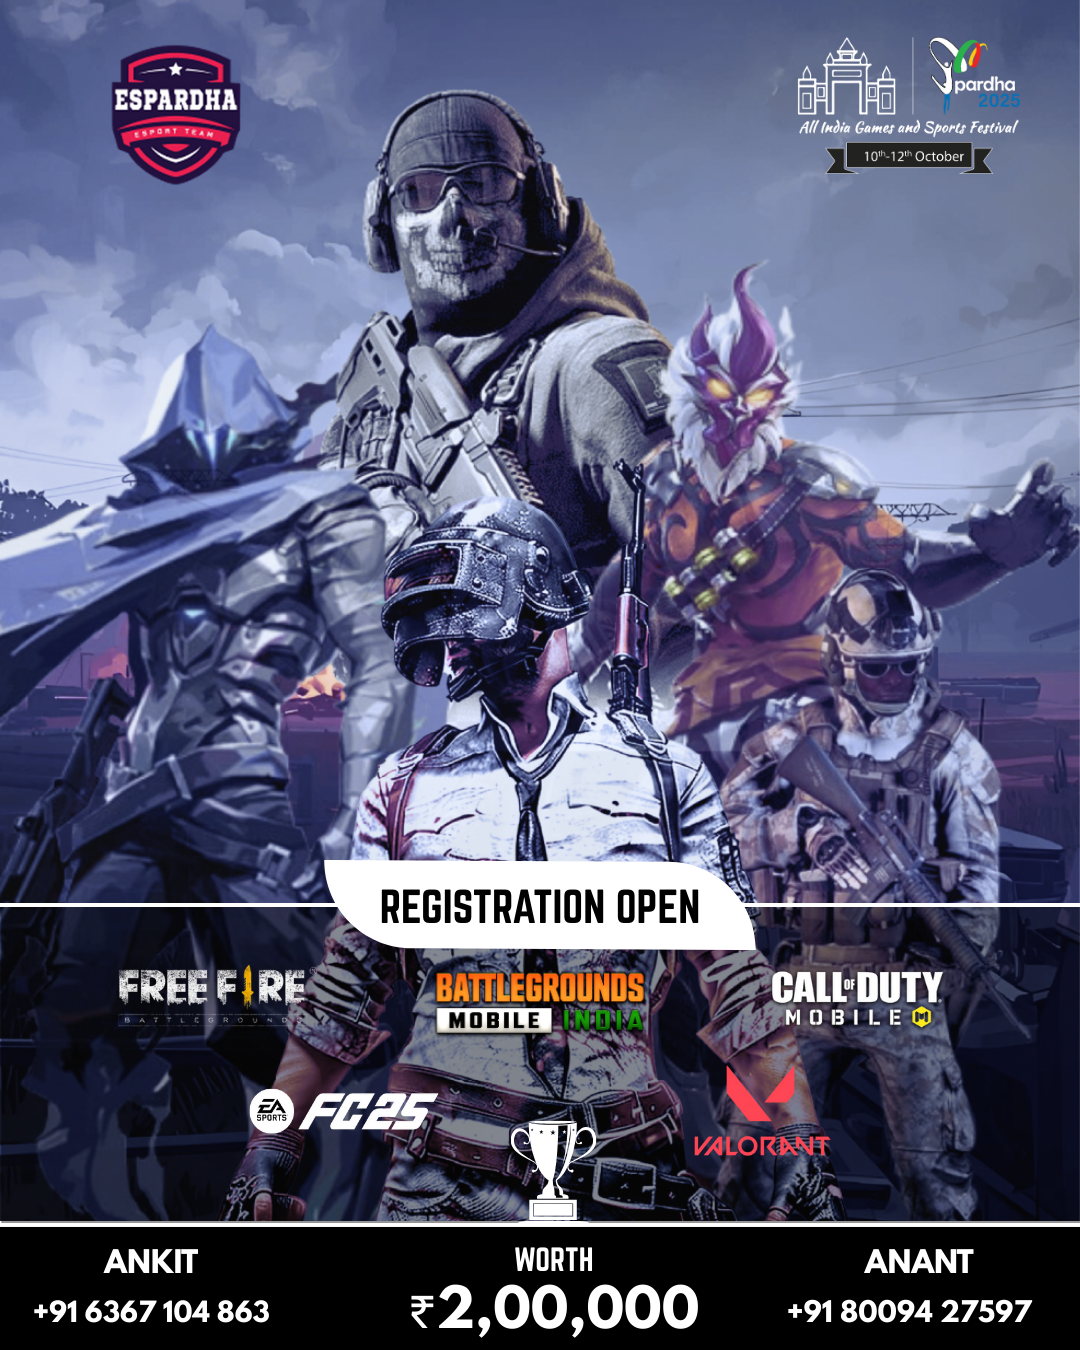 ESPARDHA
ESPORT TEAM
Spardha
2025
All India Games and Sports Festival
10th-12th October
REGISTRATION OPEN
FREE FIRE
BATTLEGROUNDS
BATTLEGROUNDS
MOBILE INDIA
CALL OF DUTY
MOBILE
EA
SPORTS
FC25
VALORANT
ANKIT
+91 6367 104 863
WORTH
₹2,00,000
ANANT
+91 80094 27597